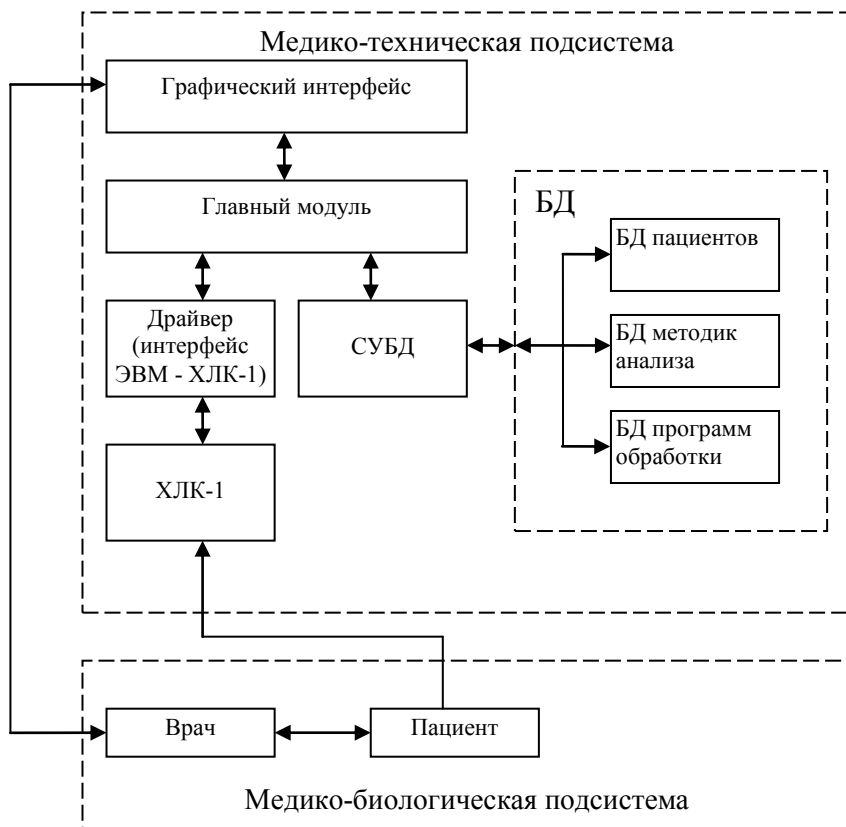 Медико-техническая подсистема
Графический интерфейс
Главный модуль
БД
БД пациентов
Драйвер
(интерфейс
ЭВМ - ХЛК-1)
СУБД
БД методик
анализа
БД программ
обработки
ХЛК-1
Врач
Пациент
Медико-биологическая подсистема